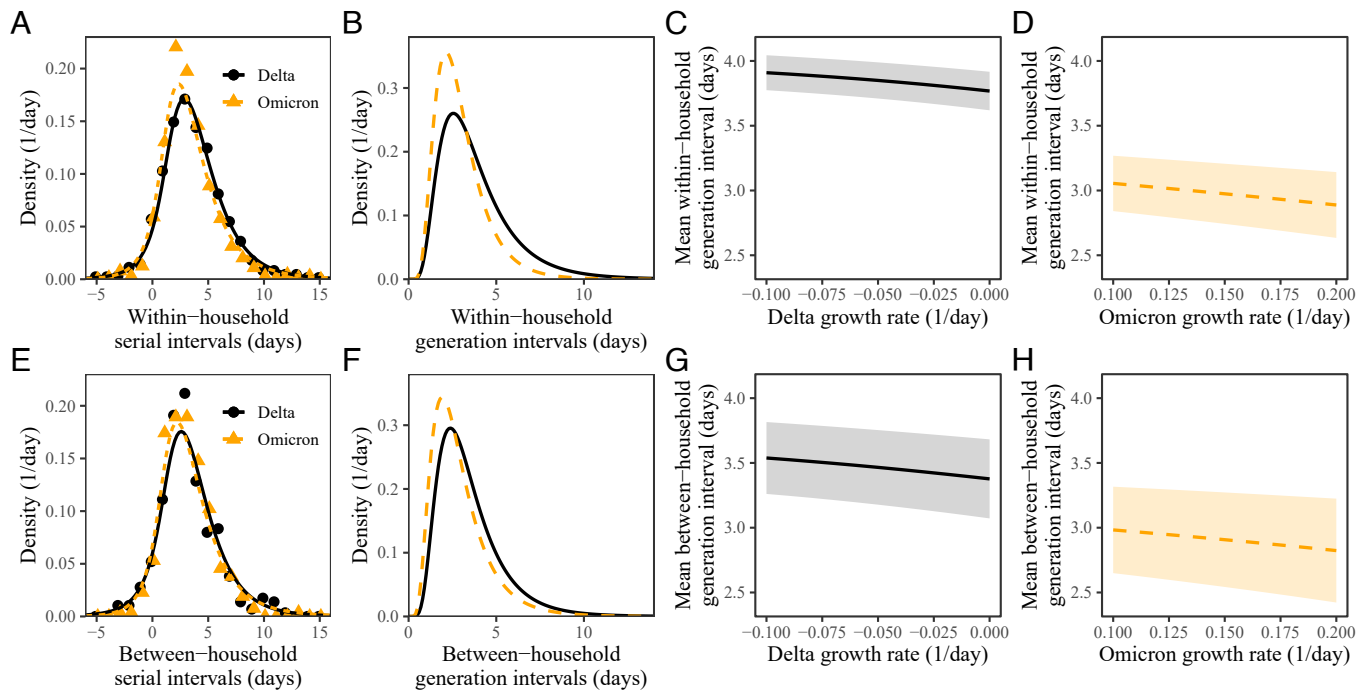 A
Density (1/day)
0.20
0.15
0.10
0.05
0.00
Delta
Omicron
−5
0
5
10
15
Within−household
serial intervals (days)
B
Density (1/day)
0.3
0.2
0.1
0.0
0
5
10
Within−household
generation intervals (days)
C
Mean within−household
generation interval (days)
4.0
3.5
3.0
2.5
−0.100
−0.075
−0.050
−0.025
0.000
Delta growth rate (1/day)
D
Mean within−household
generation interval (days)
4.0
3.5
3.0
2.5
0.100
0.125
0.150
0.175
0.200
Omicron growth rate (1/day)
E
Density (1/day)
0.20
0.15
0.10
0.05
0.00
Delta
Omicron
−5
0
5
10
15
Between−household
serial intervals (days)
F
Density (1/day)
0.3
0.2
0.1
0.0
0
5
10
Between−household
generation intervals (days)
G
Mean between−household
generation interval (days)
4.0
3.5
3.0
2.5
−0.100
−0.075
−0.050
−0.025
0.000
Delta growth rate (1/day)
H
Mean between−household
generation interval (days)
4.0
3.5
3.0
2.5
0.100
0.125
0.150
0.175
0.200
Omicron growth rate (1/day)